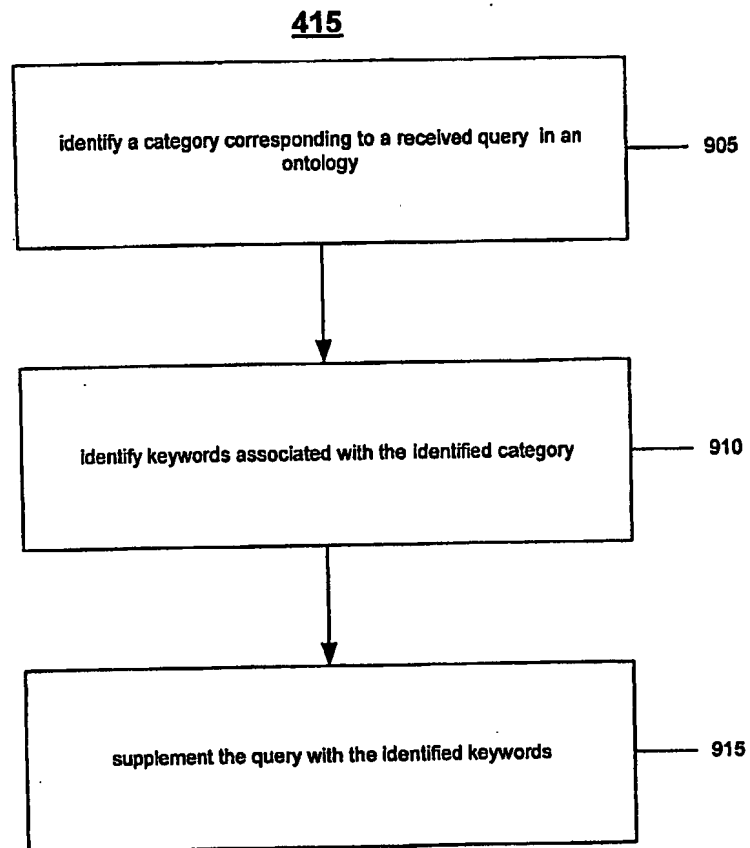 415
identify a category corresponding to a received query in an
ontology
905
identify keywords associated with the identified category
910
supplement the query with the identified keywords
915